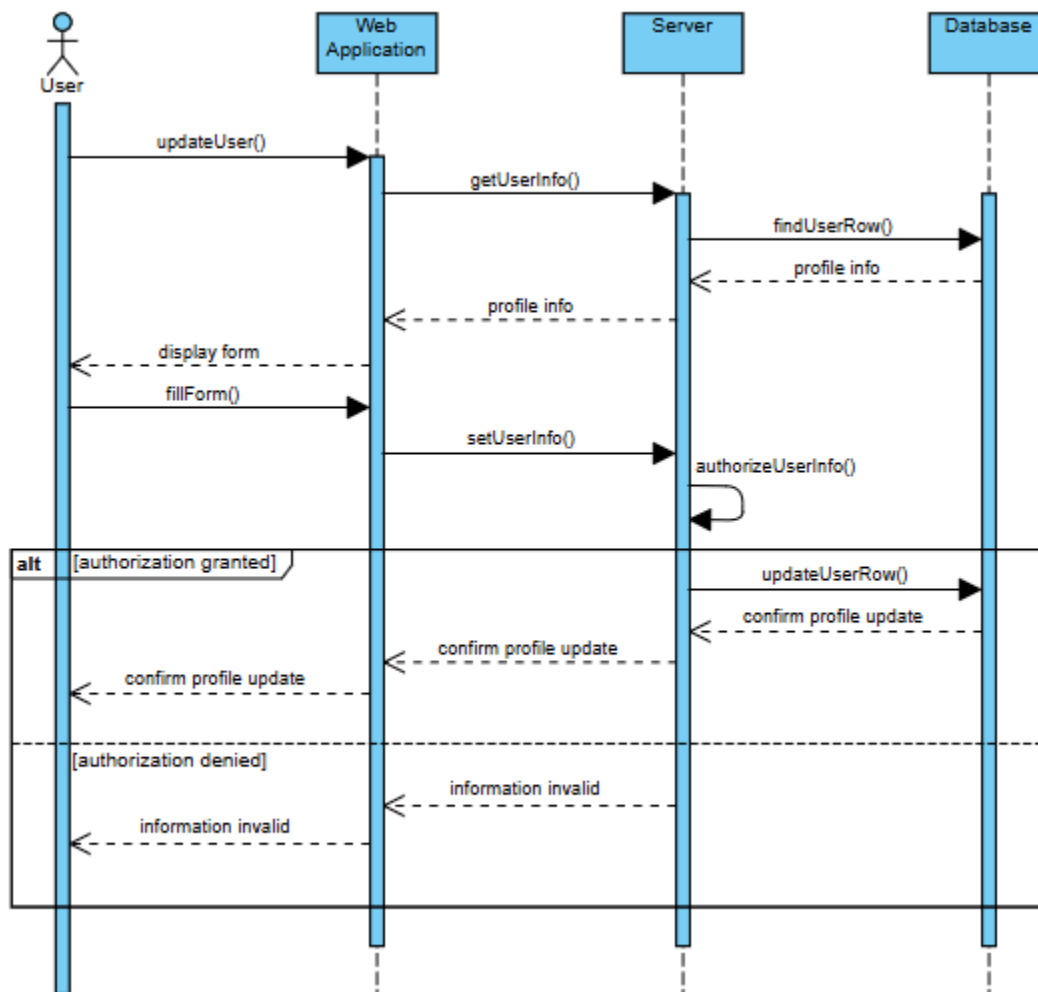 User
Web
Application
Server
Database
updateUser()
getUserInfo()
findUserRow()
profile info
profile info
display form
fillForm()
setUserInfo()
authorizeUserInfo()
alt [authorization granted]
updateUserRow()
confirm profile update
confirm profile update
confirm profile update
[authorization denied]
information invalid
information invalid